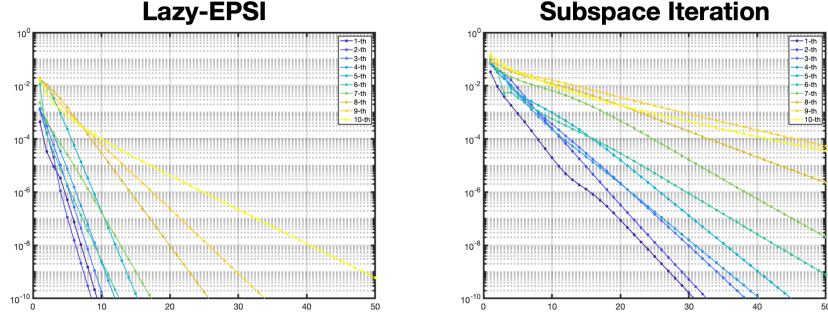 Lazy-EPSI
10^0
10^-2
10^-4
10^-6
10^-8
10^-10
0
10
20
30
40
50
1-th
2-th
3-th
4-th
5-th
6-th
7-th
8-th
9-th
10-th
Subspace Iteration
10^0
10^-2
10^-4
10^-6
10^-8
10^-10
0
10
20
30
40
50
1-th
2-th
3-th
4-th
5-th
6-th
7-th
8-th
9-th
10-th